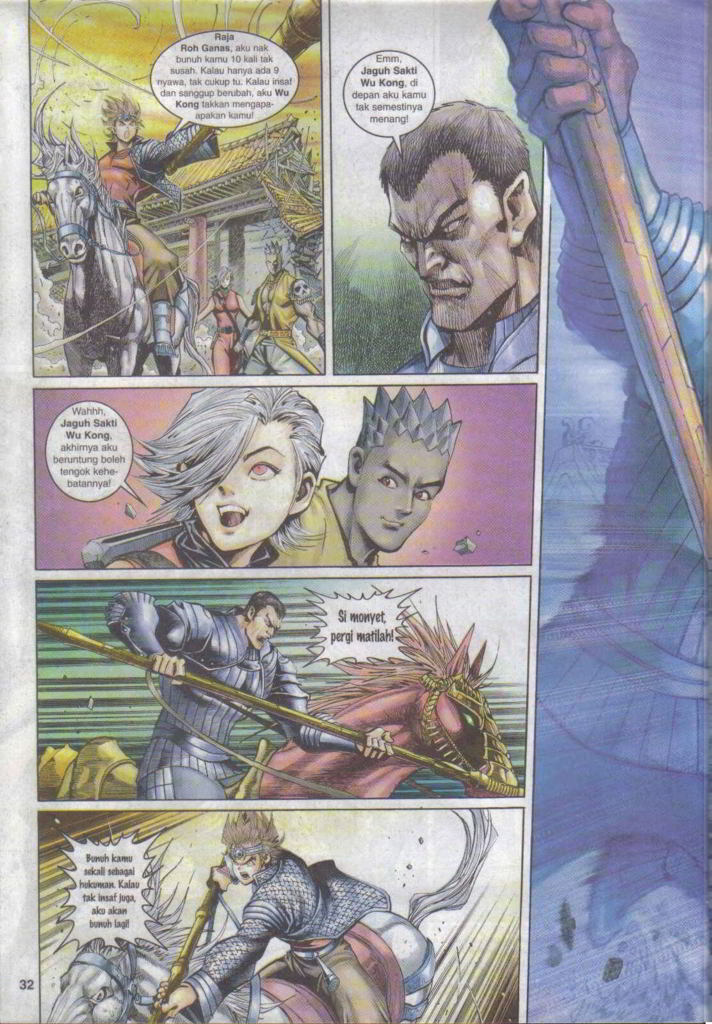 Raja
Roh Ganas, aku nak
bunuh kamu 10 kali tak
susah. Kalau hanya ada 9
nyawa, tak cukup tu. Kalau insaf
dan sanggup berubah, aku Wu
Kong takkan mengapa-
apakan kamu!
Emm,
Jaguh Sakti
Wu Kong, di
depan aku kamu
tak semestinya
menang!
Wahhh,
Jaguh Sakti
Wu Kong,
akhirnya aku
beruntung boleh
tengok kehe-
batannya!
Si monyet,
pergi matilah!
Bunuh kamu
sekali sebagai
hukuman. Kalau
tak insaf juga,
aku akan
bunuh lagi!
32